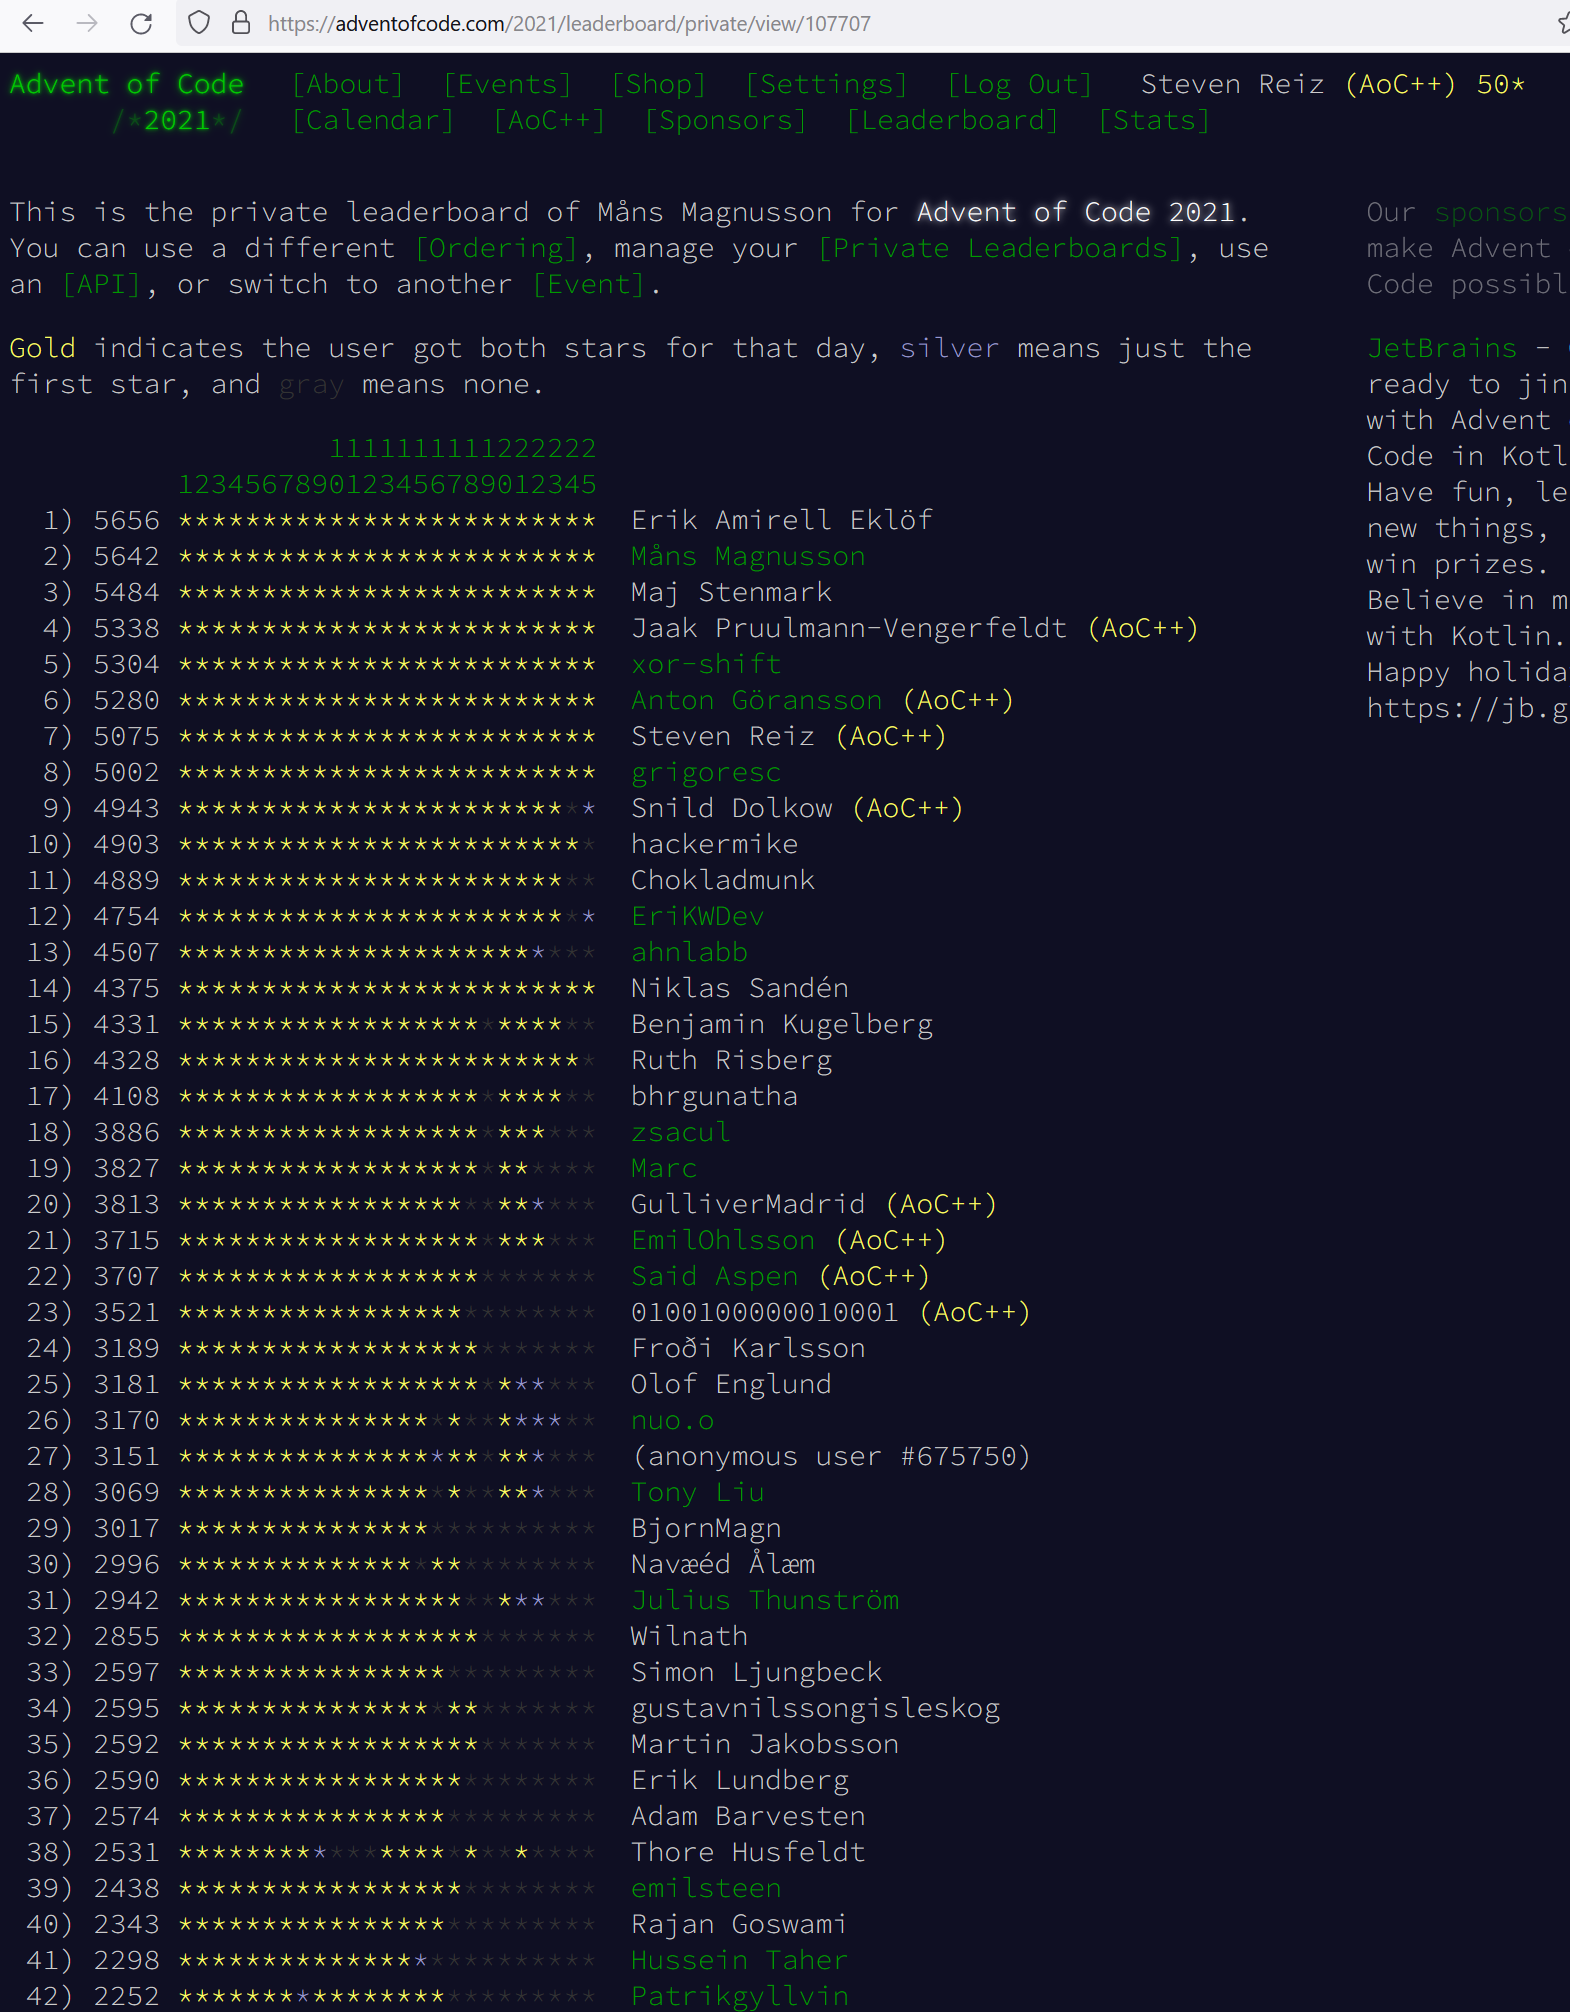 https://adventofcode.com/2021/leaderboard/private/view/107707
Advent of Code [About] [Events] [Shop] [Settings] [Log Out] Steven Reiz (AoC++) 50*
/*2021*/ [Calendar] [AoC++] [Sponsors] [Leaderboard] [Stats]
This is the private leaderboard of Måns Magnusson for Advent of Code 2021.
You can use a different [Ordering], manage your [Private Leaderboards], use
an [API], or switch to another [Event].
Gold indicates the user got both stars for that day, silver means just the
first star, and gray means none.
1111111111222222
1234567890123456789012345
1) 5656 ************************* Erik Amirell Eklöf
2) 5642 ************************* Måns Magnusson
3) 5484 ************************* Maj Stenmark
4) 5338 ************************* Jaak Pruulmann-Vengerfeldt (AoC++)
5) 5304 ************************* xor-shift
6) 5280 ************************* Anton Göransson (AoC++)
7) 5075 ************************* Steven Reiz (AoC++)
8) 5002 ************************* grigoresc
9) 4943 ************************* Snild Dolkow (AoC++)
10) 4903 ************************* hackermike
11) 4889 ************************* Chokladmunk
12) 4754 ************************* EriKWDev
13) 4507 ************************* ahnlabb
14) 4375 ************************* Niklas Sandén
15) 4331 ************************* Benjamin Kugelberg
16) 4328 ************************* Ruth Risberg
17) 4108 ************************* bhrgunatha
18) 3886 ************************* zsacul
19) 3827 ************************* Marc
20) 3813 ************************* GulliverMadrid (AoC++)
21) 3715 ************************* EmilOhlsson (AoC++)
22) 3707 ************************* Said Aspen (AoC++)
23) 3521 ************************* 0100100000010001 (AoC++)
24) 3189 ************************* Froði Karlsson
25) 3181 ************************* Olof Englund
26) 3170 ************************* nuo.o
27) 3151 ************************* (anonymous user #675750)
28) 3069 ************************* Tony Liu
29) 3017 ************************* BjornMagn
30) 2996 ************************* Navæéd Ålæm
31) 2942 ************************* Julius Thunström
32) 2855 ************************* Wilnath
33) 2597 ************************* Simon Ljungbeck
34) 2595 ************************* gustavnilssongisleskog
35) 2592 ************************* Martin Jakobsson
36) 2590 ************************* Erik Lundberg
37) 2574 ************************* Adam Barvesten
38) 2531 ************************* Thore Husfeldt
39) 2438 ************************* emilsteen
40) 2343 ************************* Rajan Goswami
41) 2298 ************************* Hussein Taher
42) 2252 ************************* Patrikgyllvin
Our sponsors
make Advent
Code possibl
JetBrains -
ready to jin
with Advent
Code in Kotl
Have fun, le
new things,
win prizes.
Believe in m
with Kotlin.
Happy holida
https://jb.g